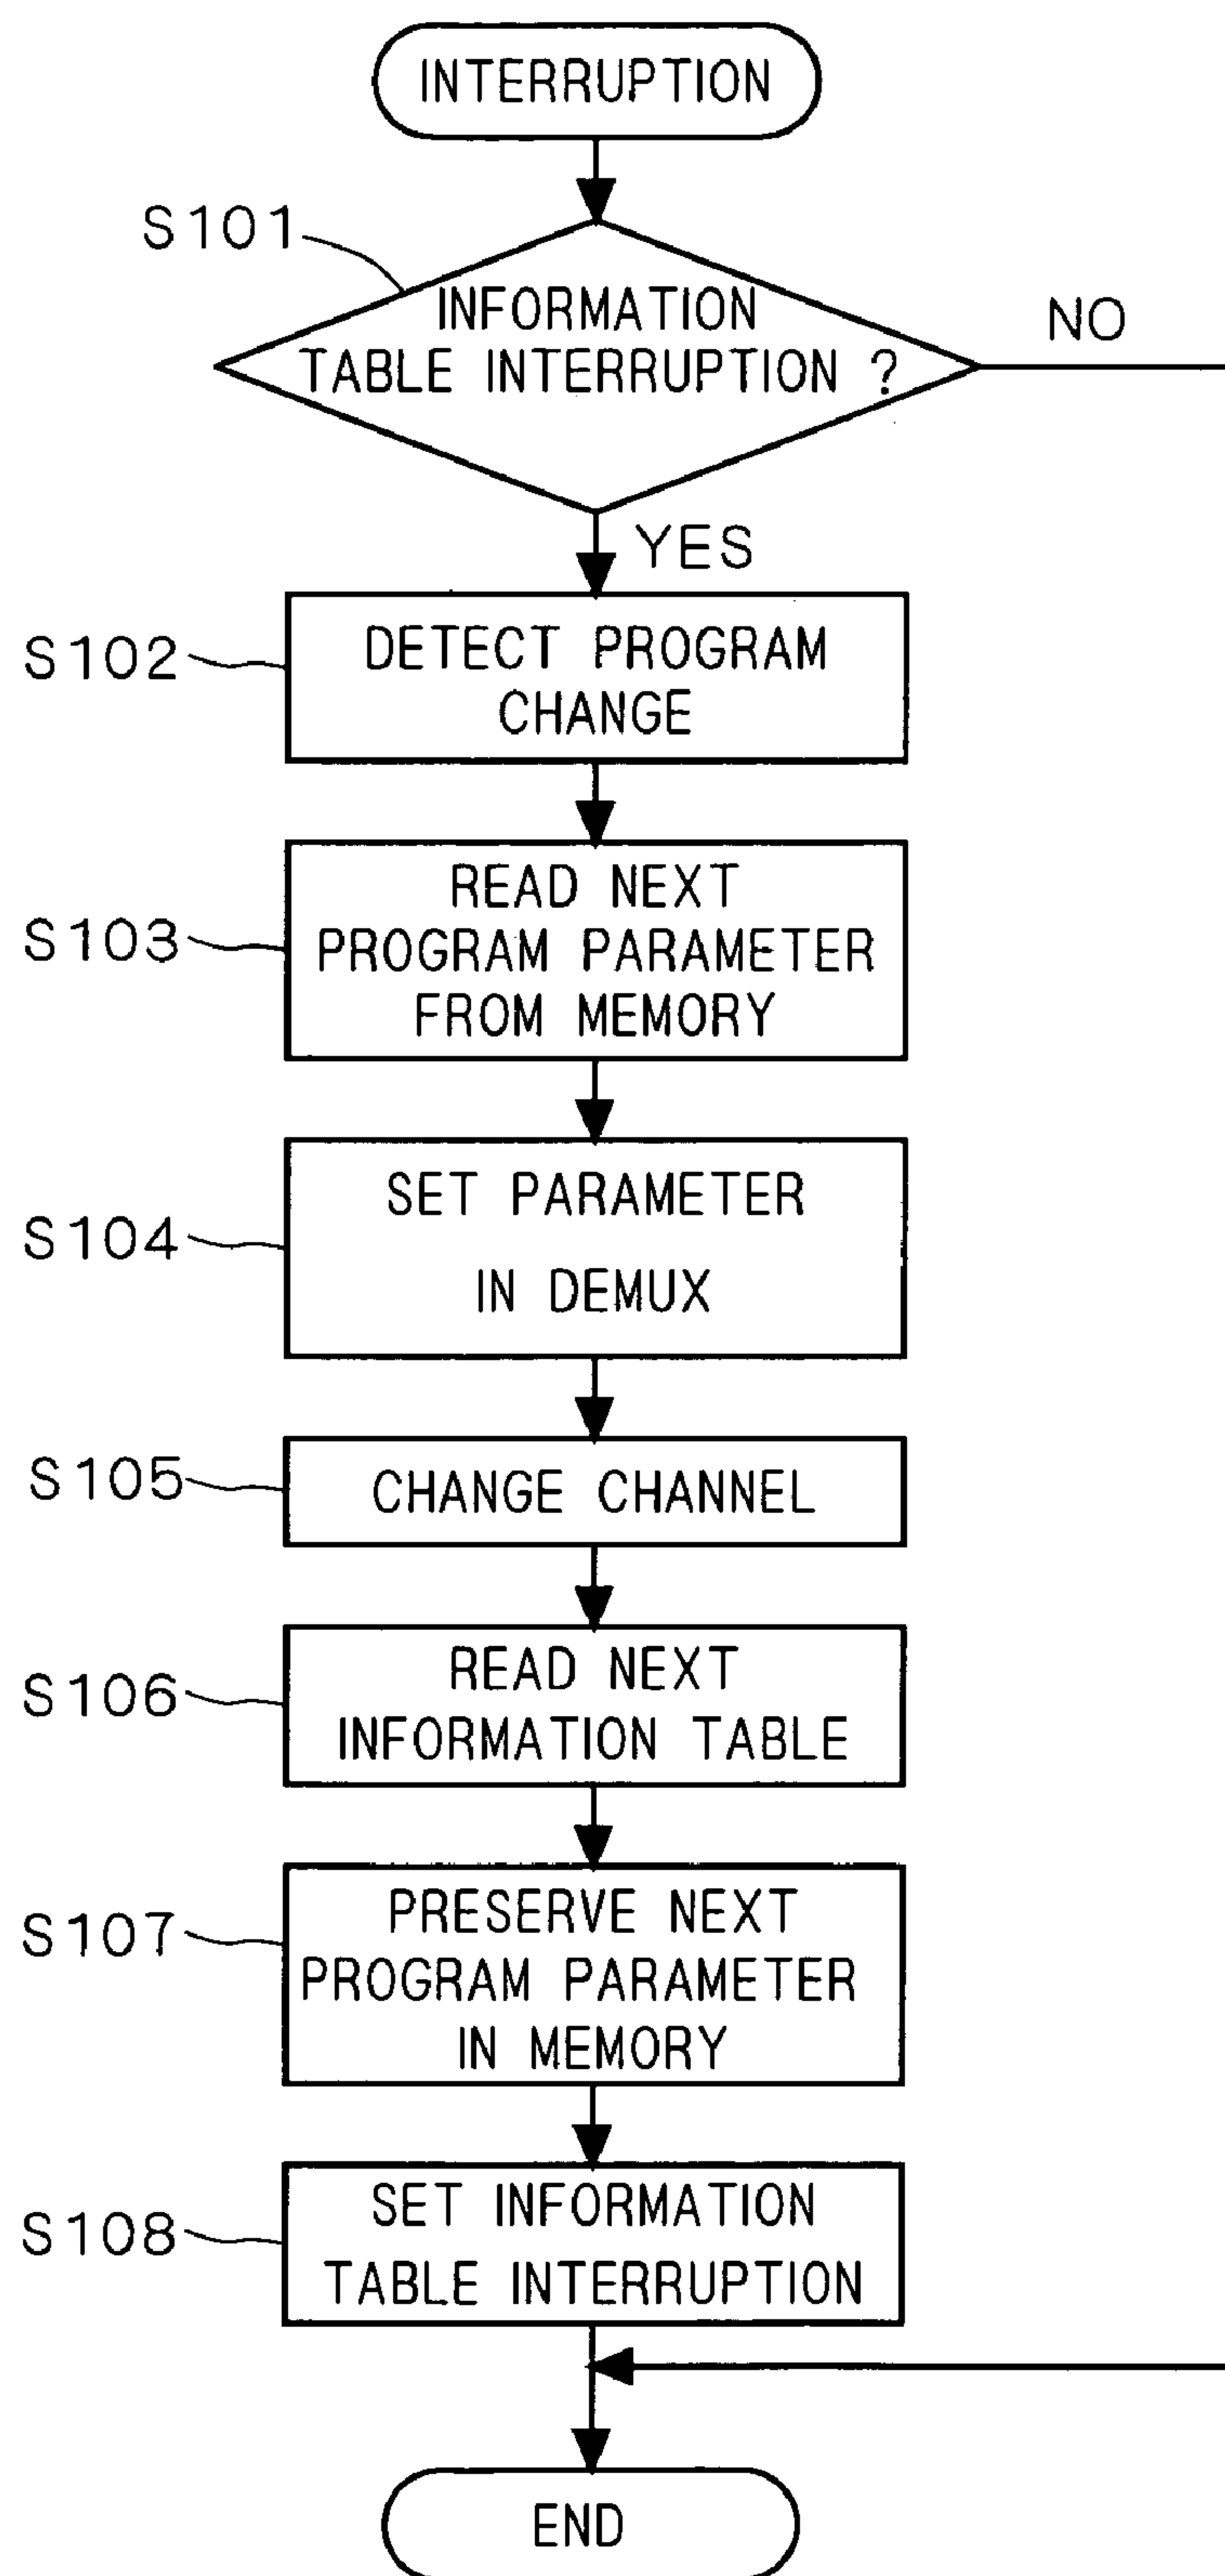 INTERRUPTION
S101
INFORMATION
TABLE INTERRUPTION ?
NO
YES
S102
DETECT PROGRAM
CHANGE
S103
READ NEXT
PROGRAM PARAMETER
FROM MEMORY
S104
SET PARAMETER
IN DEMUX
S105
CHANGE CHANNEL
S106
READ NEXT
INFORMATION TABLE
S107
PRESERVE NEXT
PROGRAM PARAMETER
IN MEMORY
S108
SET INFORMATION
TABLE INTERRUPTION
END